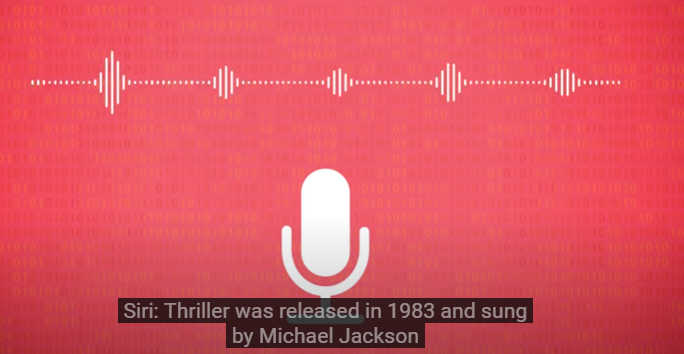 Siri: Thriller was released in 1983 and sung
by Michael Jackson